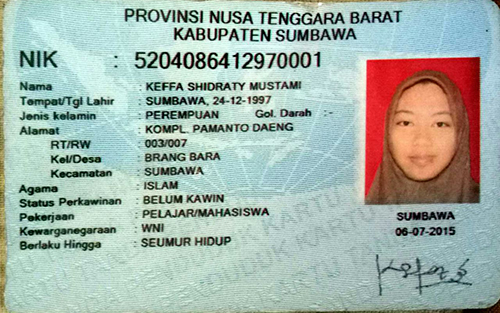 PROVINSI NUSA TENGGARA BARAT
KABUPATEN SUMBAWA
NIK : 5204086412970001
Nama : KEFFA SHIDRATY MUSTAMI
Tempat/Tgl Lahir : SUMBAWA, 24-12-1997
Jenis kelamin : PEREMPUAN Gol. Darah :-
Alamat : KOMPL. PAMANTO DAENG
RT/RW : 003/007
Kel/Desa : BRANG BARA
Kecamatan : SUMBAWA
Agama : ISLAM
Status Perkawinan : BELUM KAWIN
Pekerjaan : PELAJAR/MAHASISWA
Kewarganegaraan : WNI
Berlaku Hingga : SEUMUR HIDUP
SUMBAWA
06-07-2015